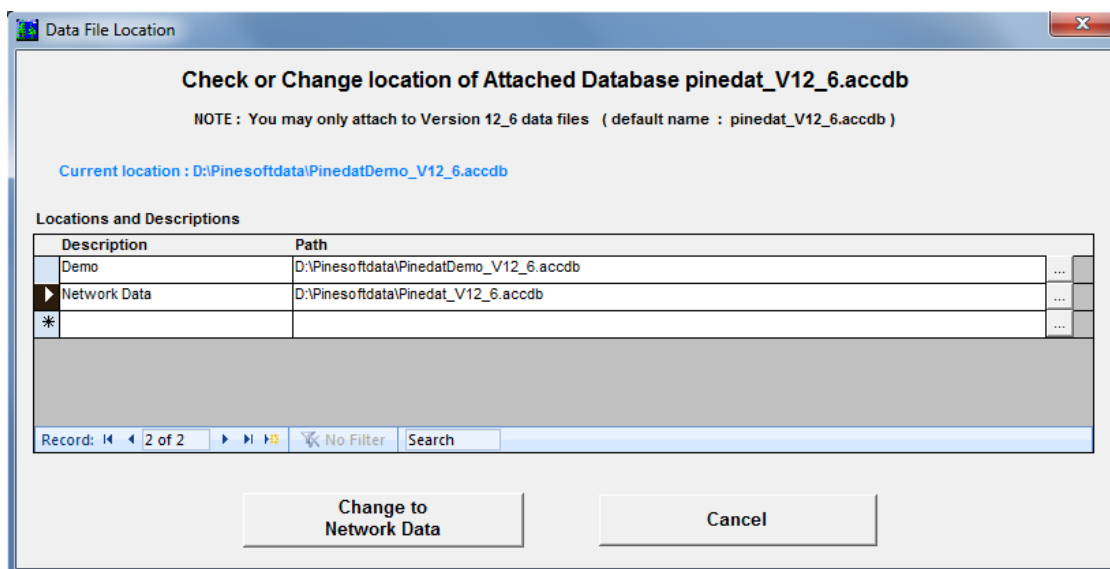 Data File Location
Check or Change location of Attached Database pinedat_V12_6.accdb
NOTE : You may only attach to Version 12_6 data files ( default name : pinedat_V12_6.accdb )
Current location : D:\Pinesoftdata\PinedatDemo_V12_6.accdb
Locations and Descriptions
Description Path
Demo D:\Pinesoftdata\PinedatDemo_V12_6.accdb ...
Network Data D:\Pinesoftdata\Pinedat_V12_6.accdb ...
...
Record: 2 of 2 No Filter Search
Change to
Network Data
Cancel